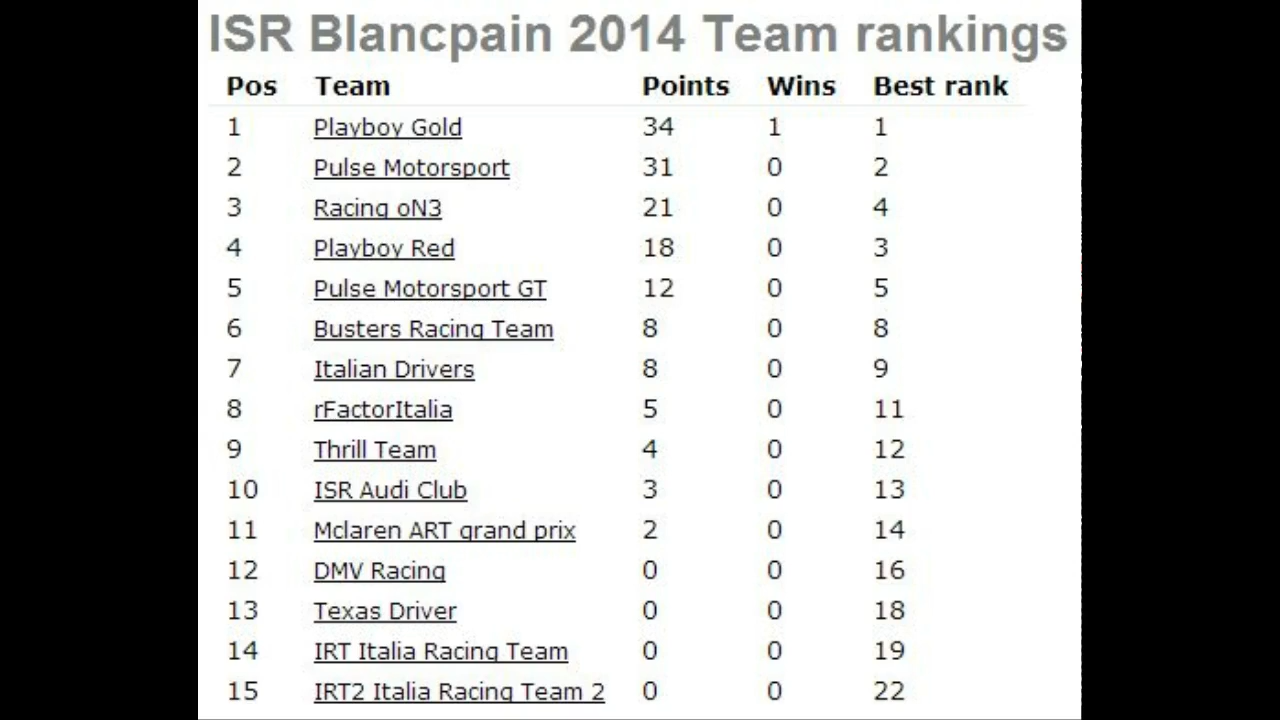 ISR Blancpain 2014 Team rankings
Pos Team Points Wins Best rank
1 Playboy Gold 34 1 1
2 Pulse Motorsport 31 0 2
3 Racing oN3 21 0 4
4 Playboy Red 18 0 3
5 Pulse Motorsport GT 12 0 5
6 Busters Racing Team 8 0 8
7 Italian Drivers 8 0 9
8 rFactorItalia 5 0 11
9 Thrill Team 4 0 12
10 ISR Audi Club 3 0 13
11 Mclaren ART grand prix 2 0 14
12 DMV Racing 0 0 16
13 Texas Driver 0 0 18
14 IRT Italia Racing Team 0 0 19
15 IRT2 Italia Racing Team 2 0 0 22